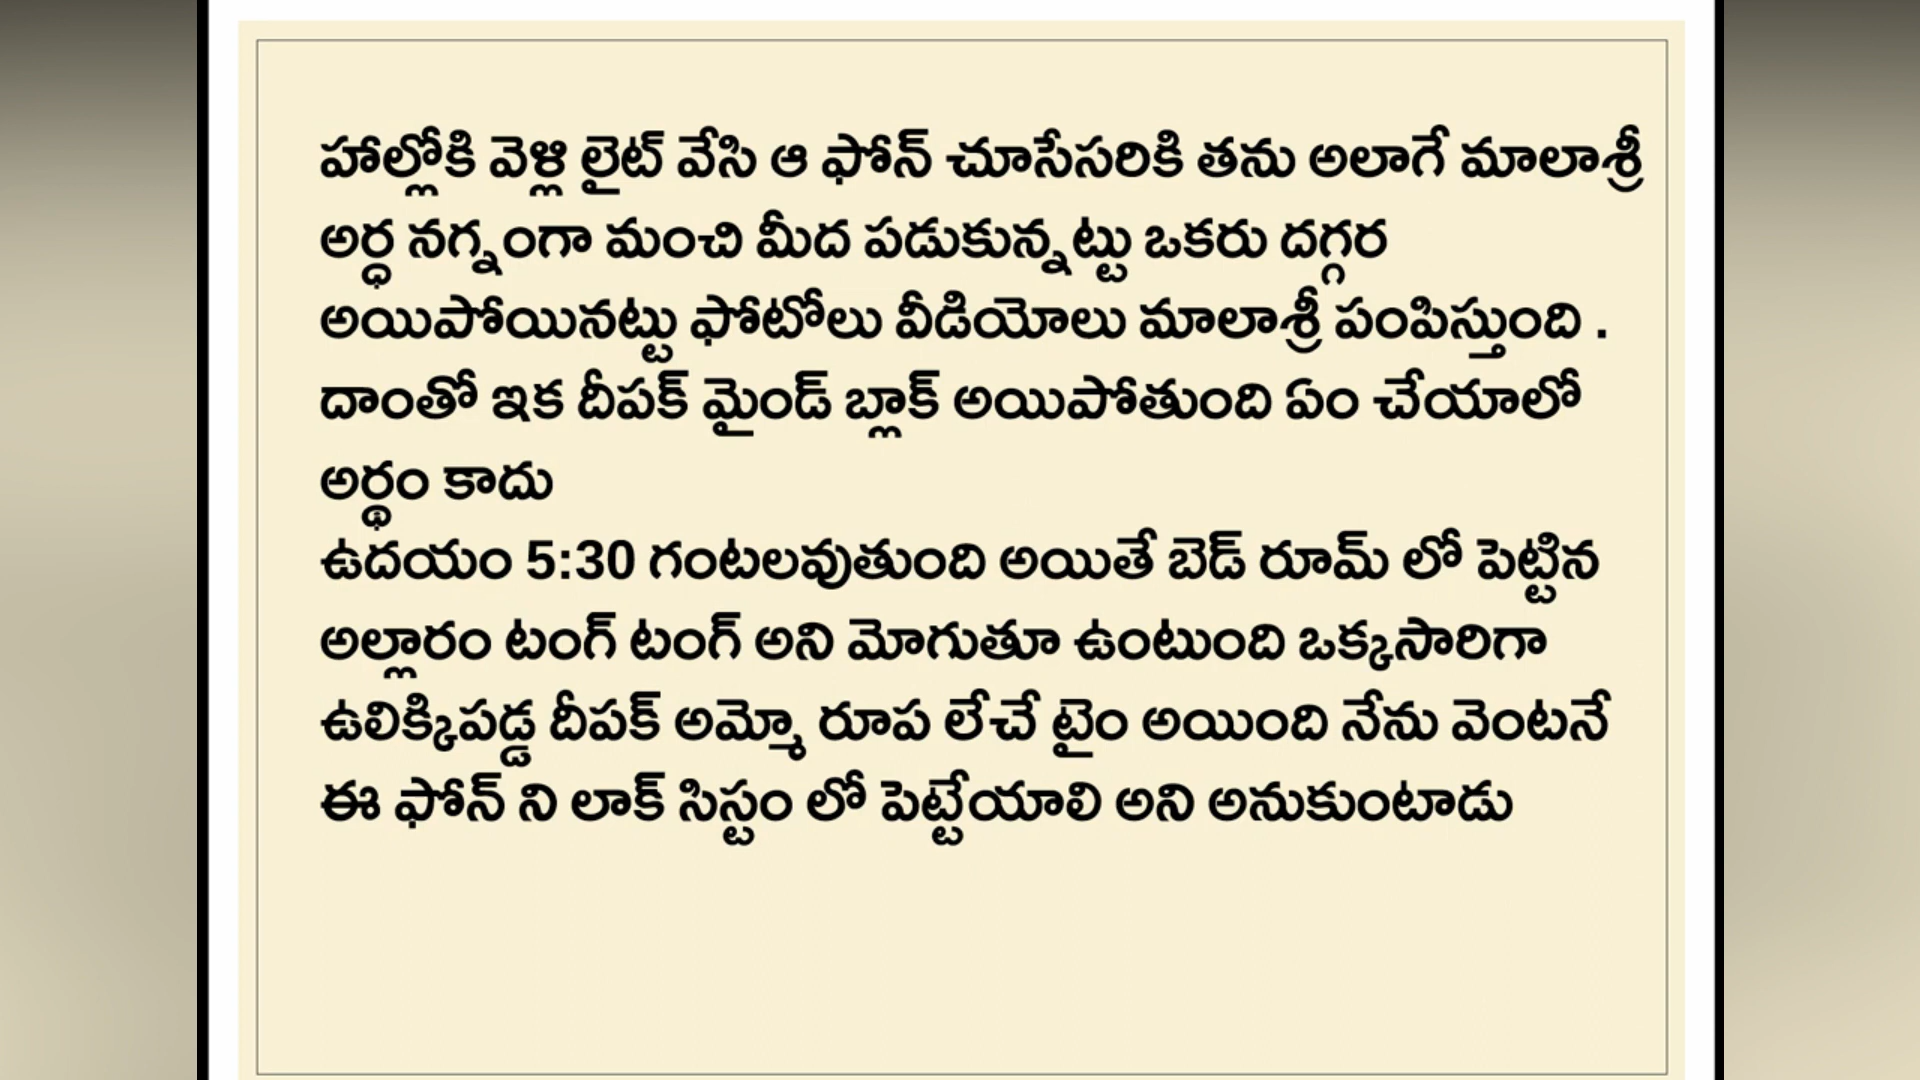 హాల్లోకి వెళ్లి లైట్ వేసి ఆ ఫోన్ చూసేసరికి తను అలాగే మాలాశ్రీ
అర్ధ నగ్నంగా మంచి మీద పడుకున్నట్టు ఒకరు దగ్గర
అయిపోయినట్టు ఫోటోలు వీడియోలు మాలాశ్రీ పంపిస్తుంది .
దాంతో ఇక దీపక్ మైండ్ బ్లాక్ అయిపోతుంది ఏం చేయాలో
అర్థం కాదు
ఉదయం 5:30 గంటలవుతుంది అయితే బెడ్ రూమ్ లో పెట్టిన
అల్లారం టంగ్ టంగ్ అని మోగుతూ ఉంటుంది ఒక్కసారిగా
ఉలిక్కిపడ్డ దీపక్ అమ్మో రూప లేచే టైం అయింది నేను వెంటనే
ఈ ఫోన్ ని లాక్ సిస్టం లో పెట్టేయాలి అని అనుకుంటాడు